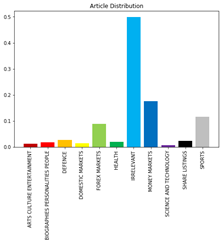 Article Distribution
0.5
0.4
0.3
0.2
0.1
0.0
ARTS CULTURE ENTERTAINMENT
BIOGRAPHIES PERSONALITIES PEOPLE
DEFENCE
DOMESTIC MARKETS
FOREX MARKETS
HEALTH
IRRELEVANT
MONEY MARKETS
SCIENCE AND TECHNOLOGY
SHARE LISTINGS
SPORTS